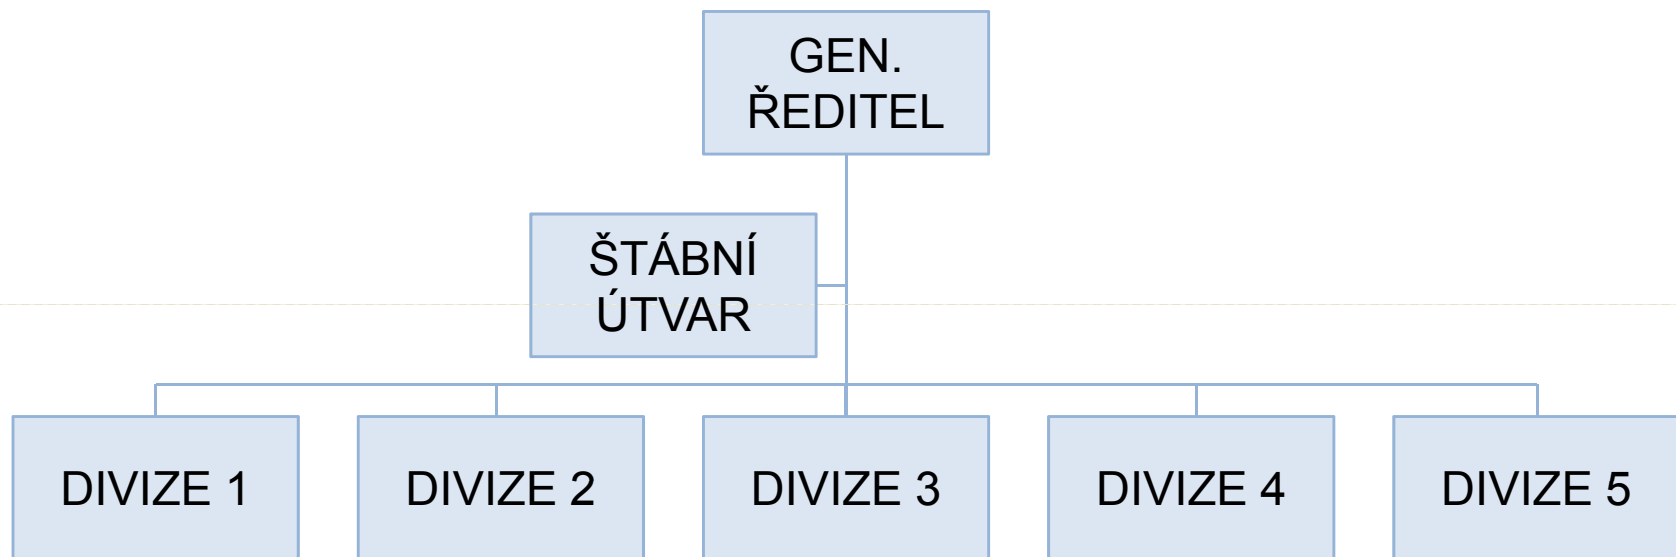 GEN.
ŘEDITEL
ŠTÁBNÍ
ÚTVAR
DIVIZE 1
DIVIZE 2
DIVIZE 3
DIVIZE 4
DIVIZE 5